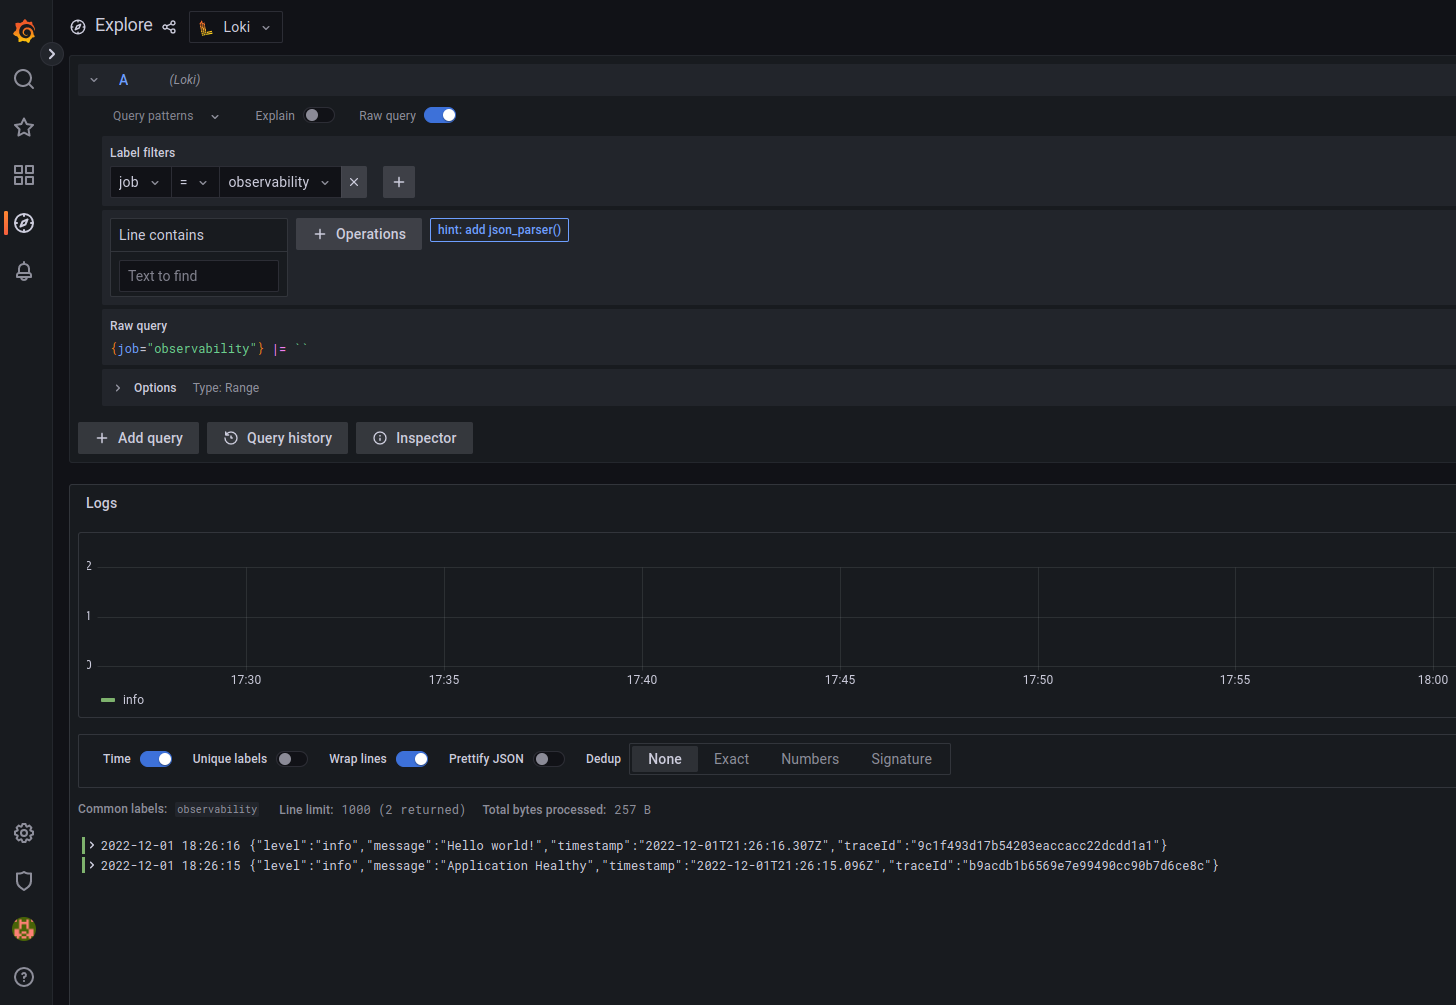 Explore
Loki
A (Loki)
Query patterns Explain Raw query
Label filters
job = observability
Line contains
+ Operations
hint: add json_parser()
Text to find
Raw query
{job="observability"} |= ``
Options Type: Range
+ Add query Query history Inspector
Logs
2
1
0
17:30 17:35 17:40 17:45 17:50 17:55 18:00
info
Time Unique labels Wrap lines Prettify JSON Dedup None Exact Numbers Signature
Common labels: observability Line limit: 1000 (2 returned) Total bytes processed: 257 B
2022-12-01 18:26:16 {"level":"info","message":"Hello world!","timestamp":"2022-12-01T21:26:16.307Z","traceId":"9c1f493d17b54203eaccacc22dcdd1a1"}
2022-12-01 18:26:15 {"level":"info","message":"Application Healthy","timestamp":"2022-12-01T21:26:15.096Z","traceId":"b9acdb1b6569e7e99490cc90b7d6ce8c"}